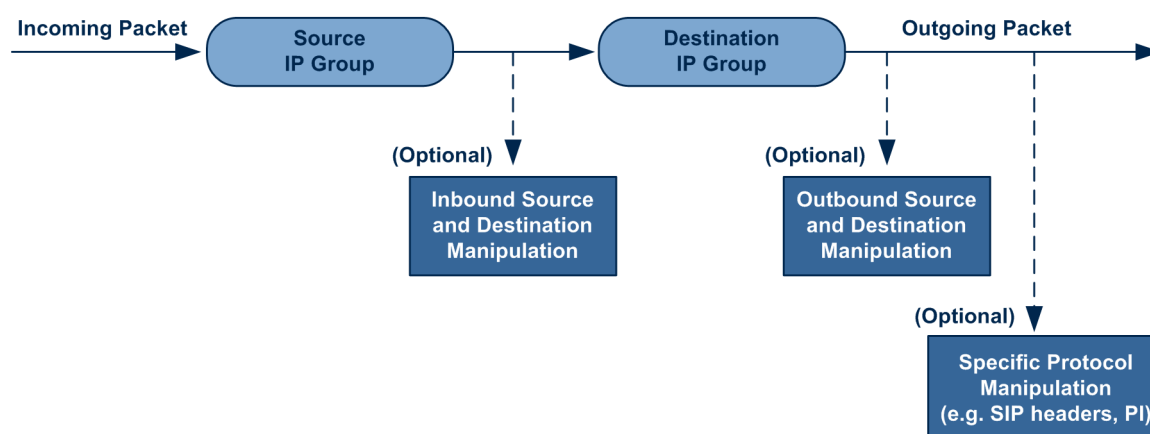 Incoming Packet
Source
IP Group
Destination
IP Group
Outgoing Packet
(Optional)
Inbound Source
and Destination
Manipulation
(Optional)
Outbound Source
and Destination
Manipulation
(Optional)
Specific Protocol
Manipulation
(e.g. SIP headers, PI)